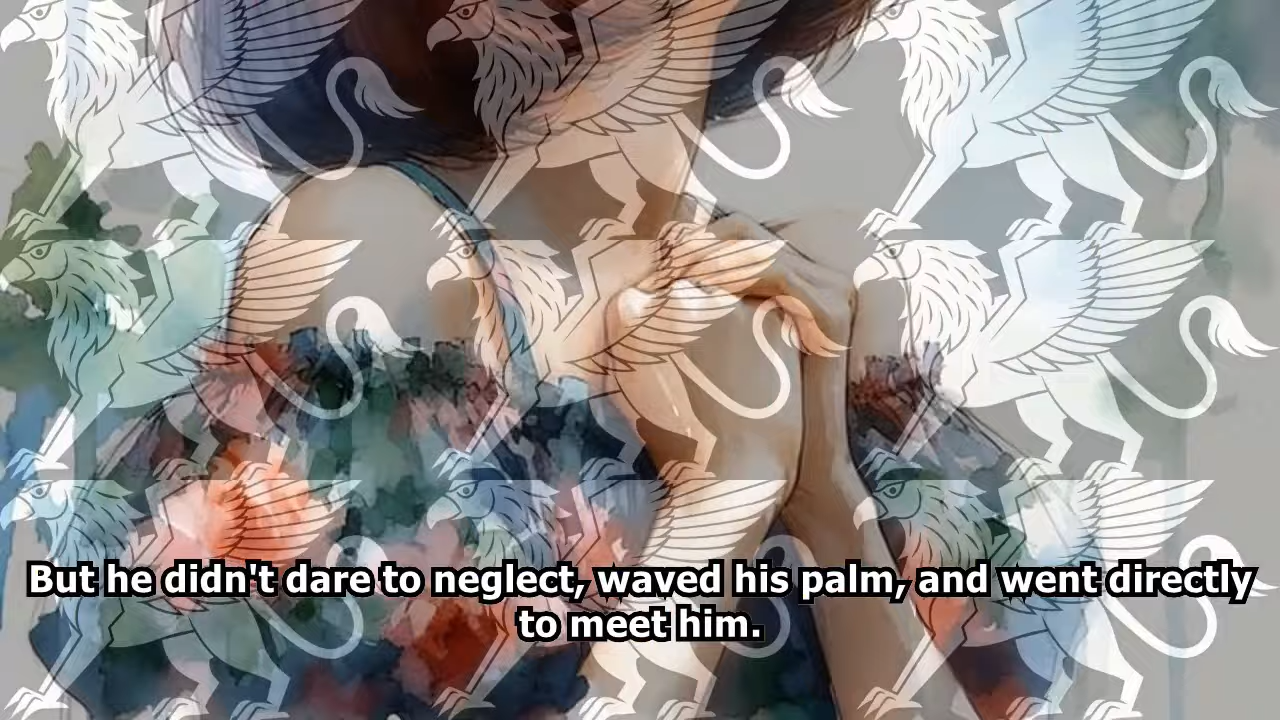 But he didn't dare to neglect, waved his palm, and went directly
to meet him.